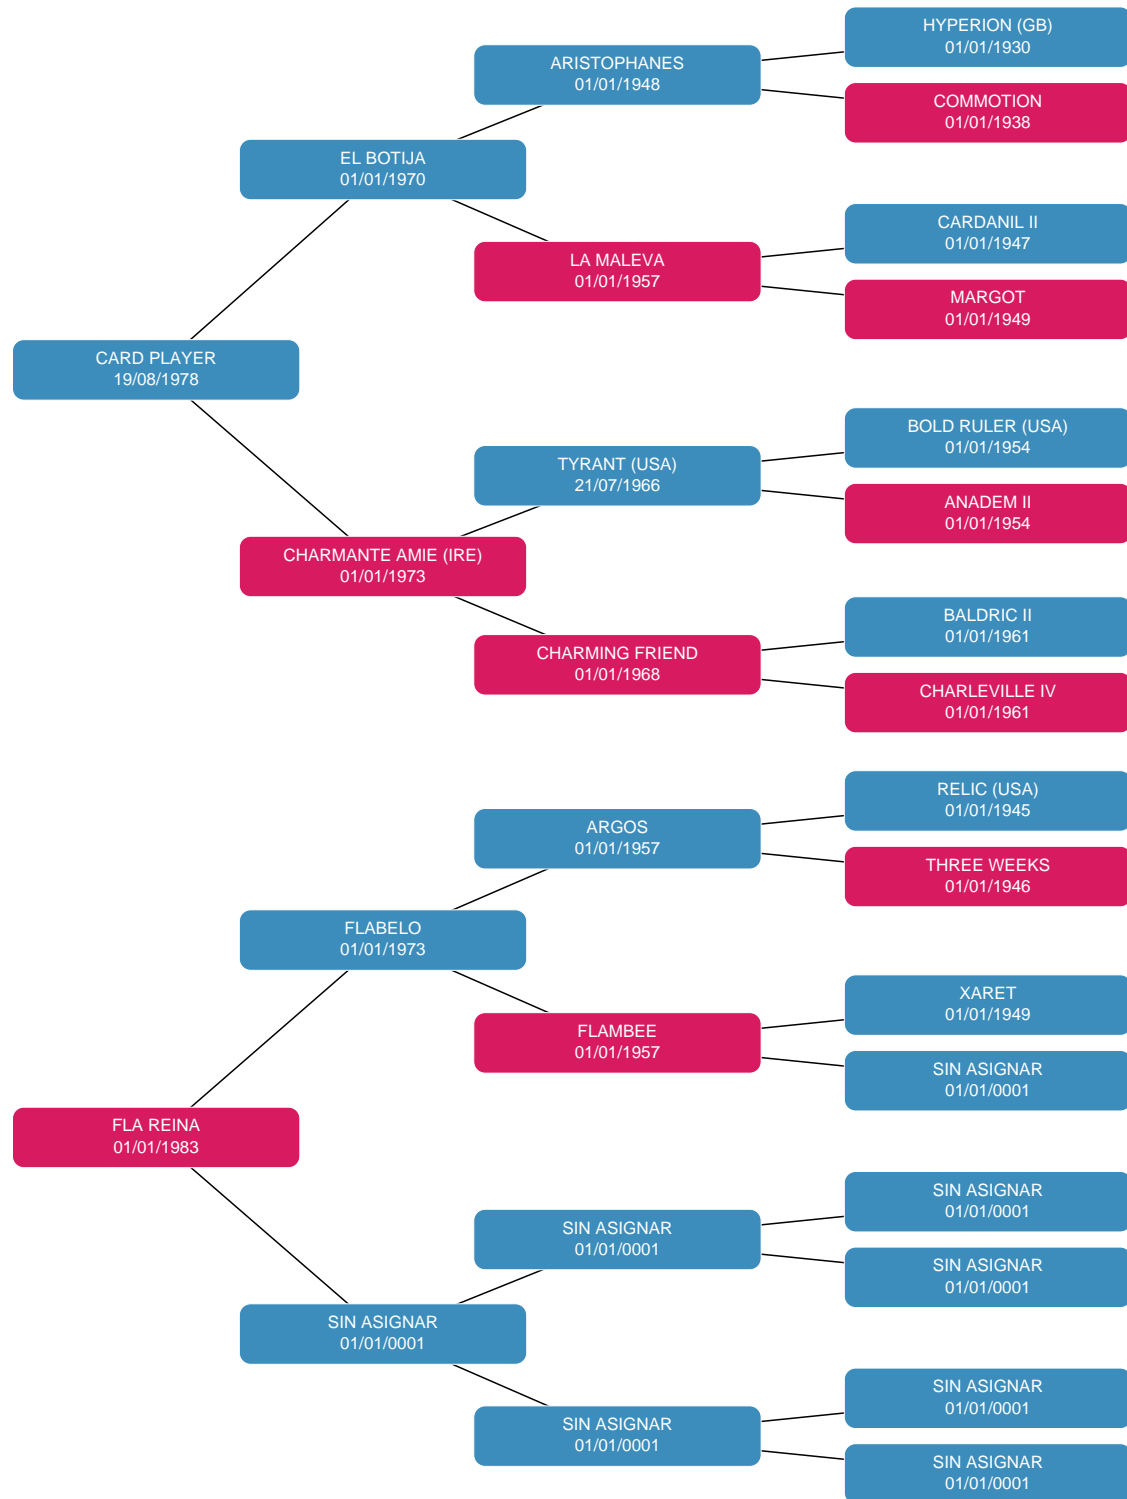 HYPERION (GB)
01/01/1930
ARISTOPHANES
01/01/1948
COMMOTION
01/01/1938
EL BOTIJA
01/01/1970
CARDANIL II
01/01/1947
LA MALEVA
01/01/1957
MARGOT
01/01/1949
CARD PLAYER
19/08/1978
BOLD RULER (USA)
01/01/1954
TYRANT (USA)
21/07/1966
ANADEM II
01/01/1954
CHARMANTE AMIE (IRE)
01/01/1973
BALDRIC II
01/01/1961
CHARMING FRIEND
01/01/1968
CHARLEVILLE IV
01/01/1961
RELIC (USA)
01/01/1945
ARGOS
01/01/1957
THREE WEEKS
01/01/1946
FLABELO
01/01/1973
XARET
01/01/1949
FLAMBEE
01/01/1957
SIN ASIGNAR
01/01/0001
FLA REINA
01/01/1983
SIN ASIGNAR
01/01/0001
SIN ASIGNAR
01/01/0001
SIN ASIGNAR
01/01/0001
SIN ASIGNAR
01/01/0001
SIN ASIGNAR
01/01/0001
SIN ASIGNAR
01/01/0001
SIN ASIGNAR
01/01/0001